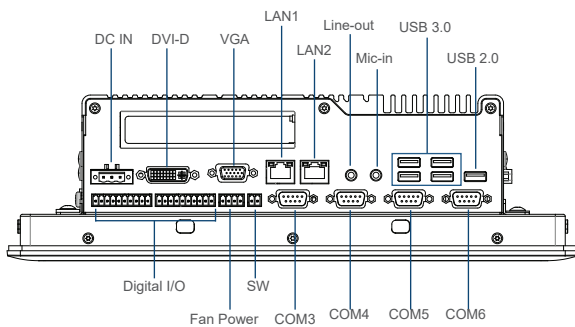 LAN1
DC IN DVI-D VGA Line-out USB 3.0
LAN2 Mic-in USB 2.0
Digital I/O SW
Fan Power COM3 COM4 COM5 COM6